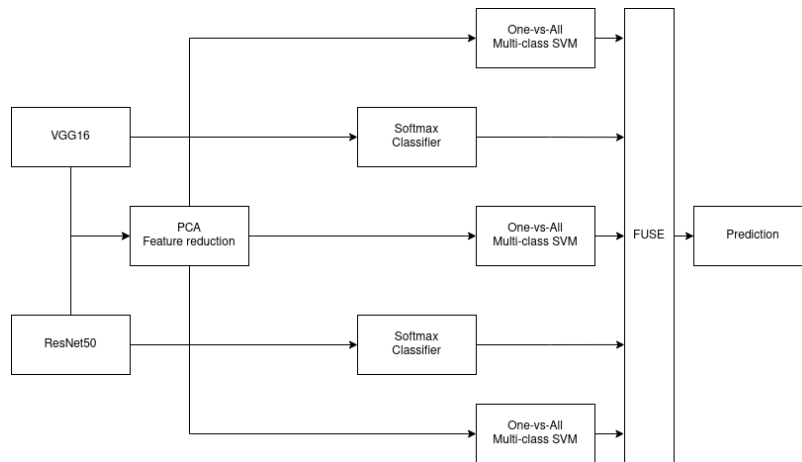 One-vs-All
Multi-class SVM
VGG16
Softmax
Classifier
PCA
Feature reduction
One-vs-All
Multi-class SVM
FUSE
Prediction
ResNet50
Softmax
Classifier
One-vs-All
Multi-class SVM